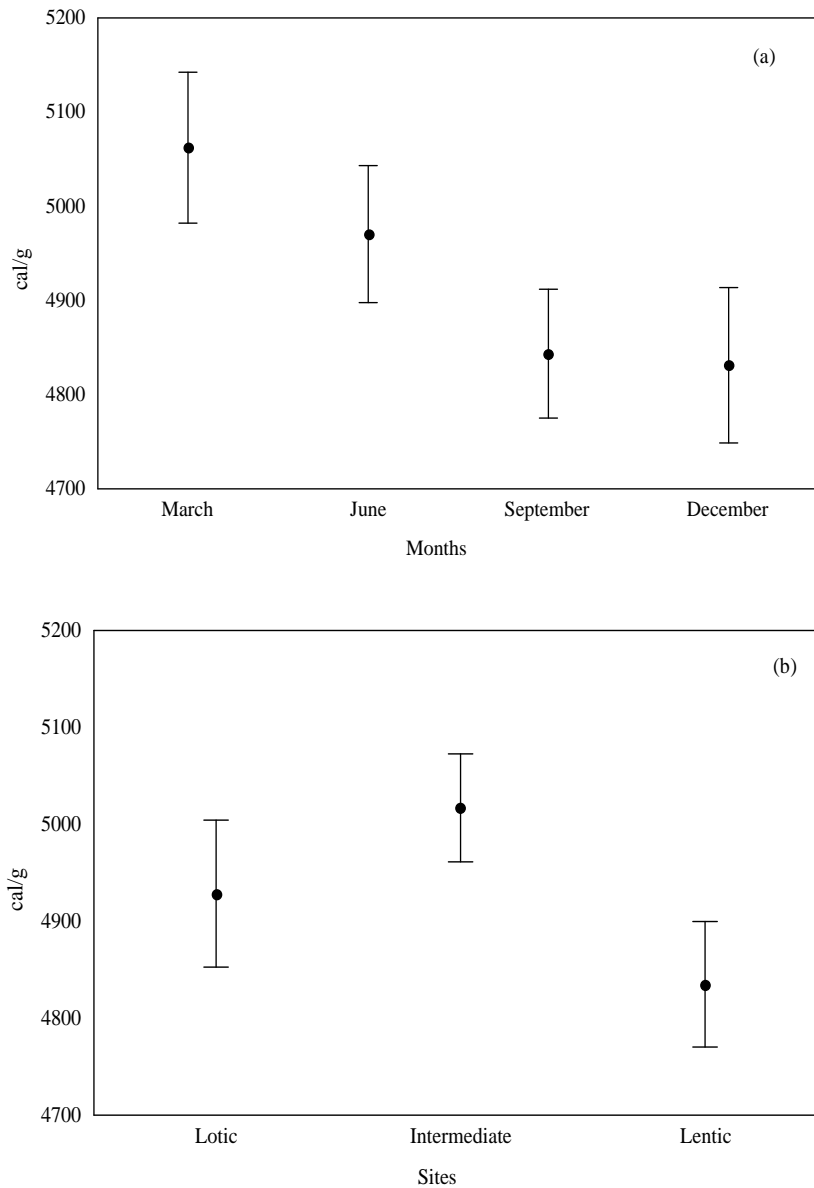 5200
(a)
5100
5000
cal/g
4900
4800
4700
March June September December
Months
5200
(b)
5100
5000
cal/g
4900
4800
4700
Lotic Intermediate Lentic
Sites